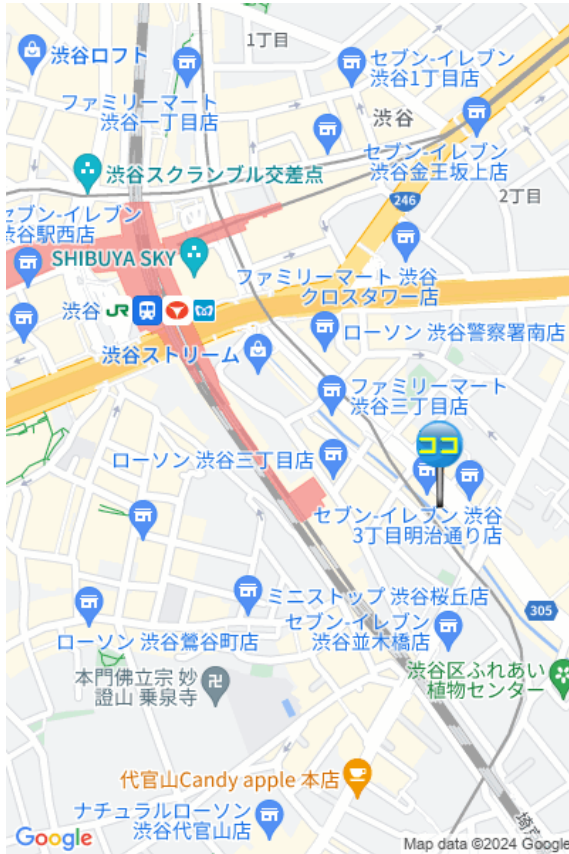 1丁目
渋谷ロフト
セブン-イレブン
渋谷1丁目店
ファミリーマート
渋谷一丁目店
渋谷
セブン-イレブン
渋谷金王坂上店
渋谷スクランブル交差点
2丁目
246
セブン-イレブン
渋谷駅西店
SHIBUYA SKY
ファミリーマート 渋谷
クロスタワー店
渋谷 JR
ローソン 渋谷警察署南店
渋谷ストリーム
ファミリーマート
渋谷三丁目店
ココ
ローソン 渋谷三丁目店
セブン-イレブン 渋谷
3丁目明治通り店
ミニストップ 渋谷桜丘店
305
ローソン 渋谷鶯谷町店
セブン-イレブン
渋谷並木橋店
本門佛立宗 妙
證山 乗泉寺
渋谷区ふれあい
植物センター
代官山Candy apple 本店
ナチュラルローソン
渋谷代官山店
埼京
Google
Map data ©2024 Google